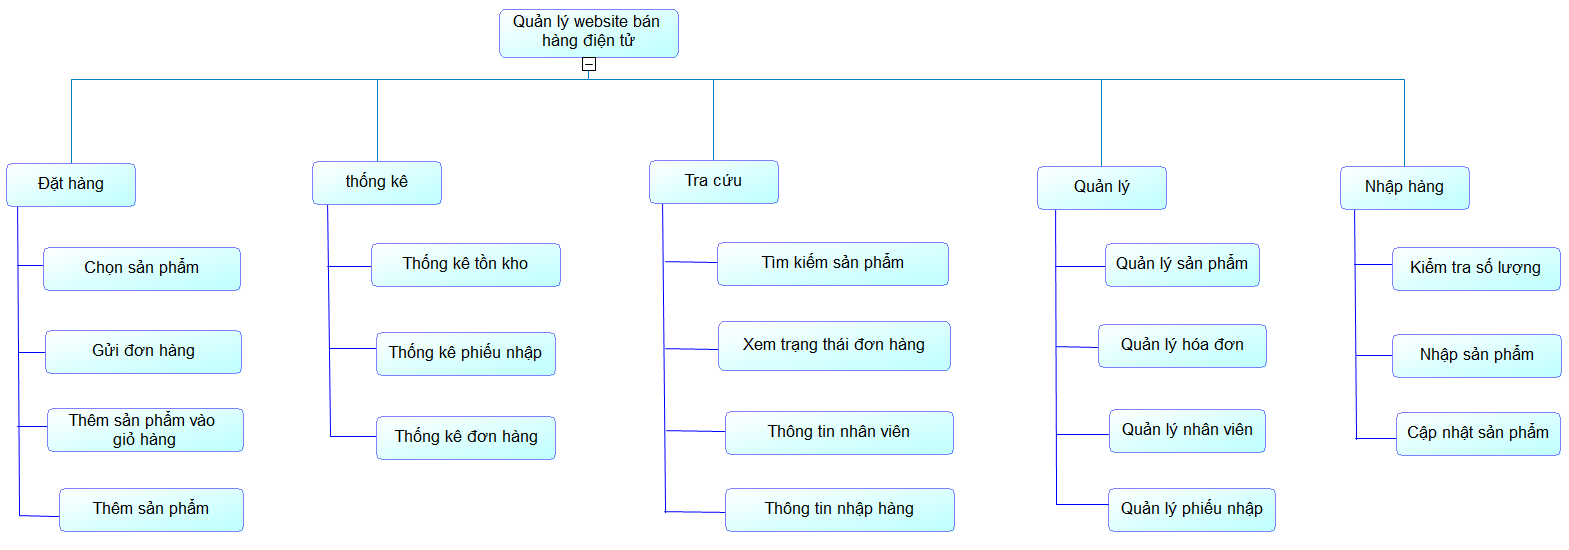 Quản lý website bán
hàng điện tử
Đặt hàng
thống kê
Tra cứu
Quản lý
Nhập hàng
Chọn sản phẩm
Gửi đơn hàng
Thêm sản phẩm vào
giỏ hàng
Thêm sản phẩm
Thống kê tồn kho
Thống kê phiếu nhập
Thống kê đơn hàng
Tìm kiếm sản phẩm
Xem trạng thái đơn hàng
Thông tin nhân viên
Thông tin nhập hàng
Quản lý sản phẩm
Quản lý hóa đơn
Quản lý nhân viên
Quản lý phiếu nhập
Kiểm tra số lượng
Nhập sản phẩm
Cập nhật sản phẩm